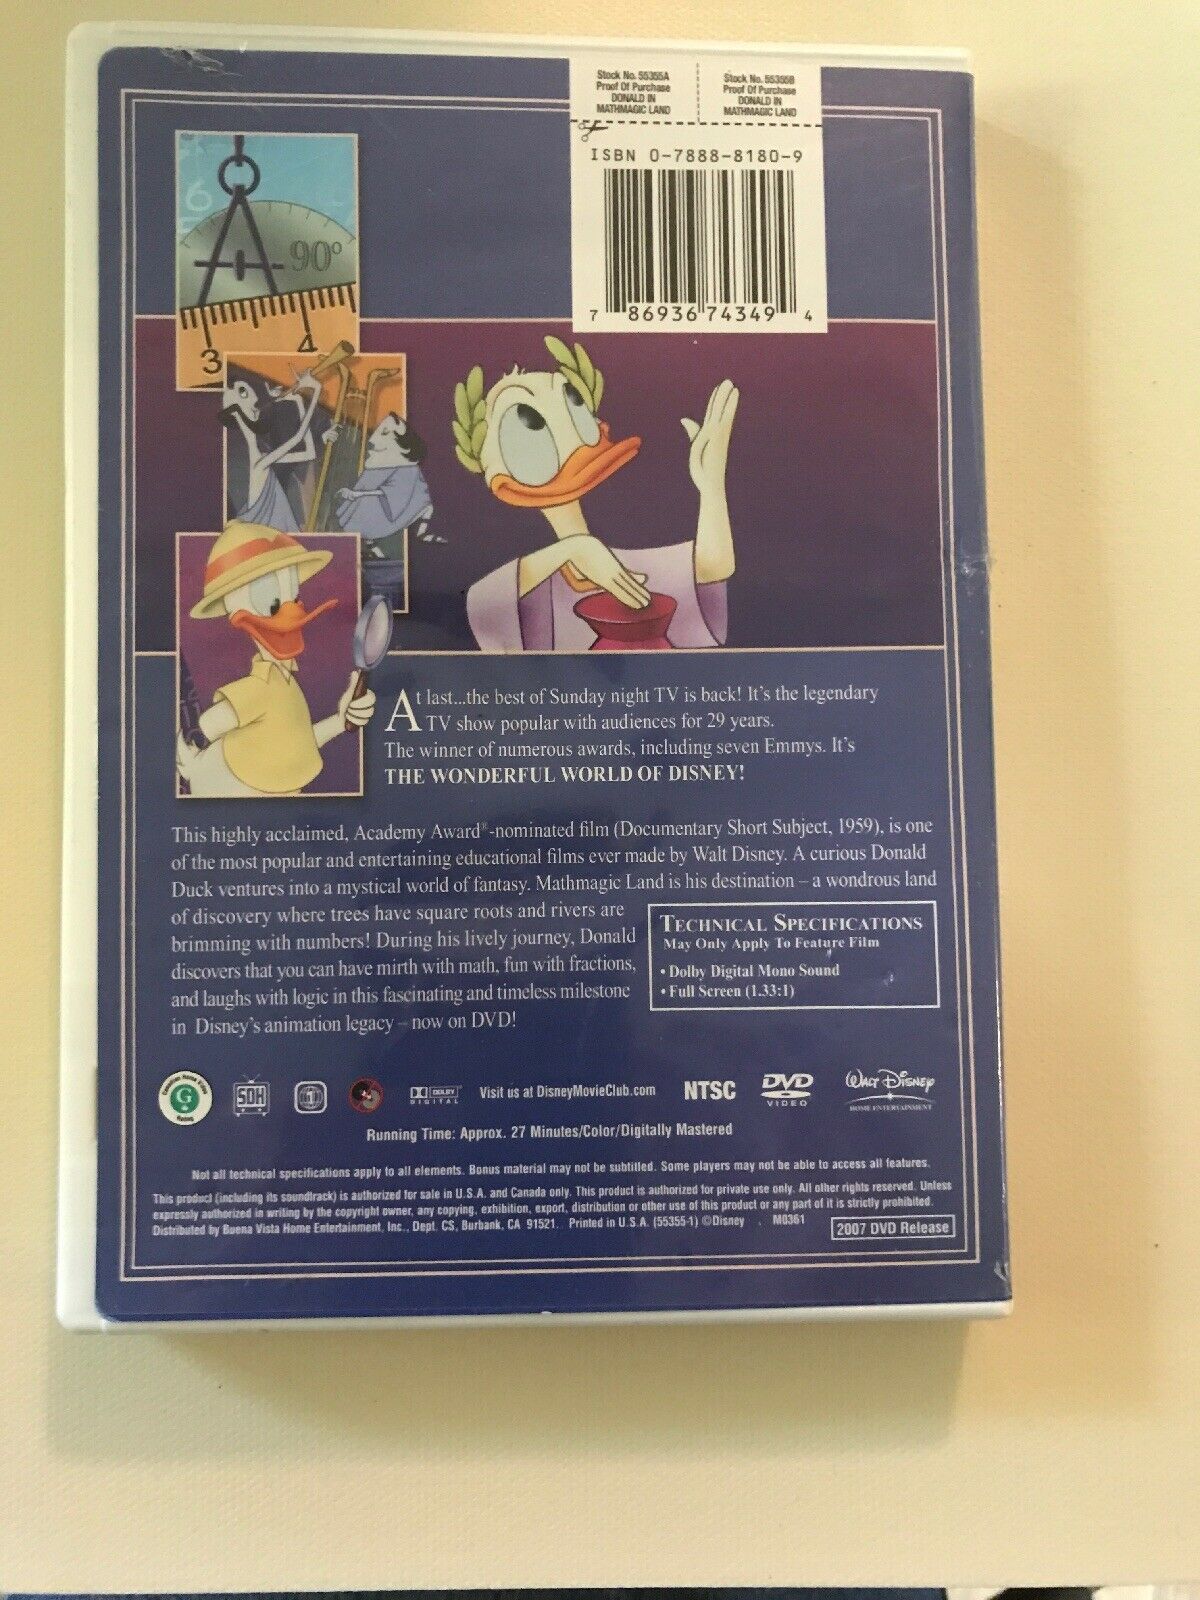 Stock No. 55355A
Proof Of Purchase
DONALD IN
MATHMAGIC LAND
Stock No. 55355B
Proof Of Purchase
DONALD IN
MATHMAGIC LAND
ISBN 0-7888-8180-9
7 86936 74349 4
6
90°
3 4
At last...the best of Sunday night TV is back! It's the legendary
TV show popular with audiences for 29 years.
The winner of numerous awards, including seven Emmys. It's
THE WONDERFUL WORLD OF DISNEY!
This highly acclaimed, Academy Award®-nominated film (Documentary Short Subject, 1959), is one
of the most popular and entertaining educational films ever made by Walt Disney. A curious Donald
Duck ventures into a mystical world of fantasy. Mathmagic Land is his destination – a wondrous land
of discovery where trees have square roots and rivers are
brimming with numbers! During his lively journey, Donald
discovers that you can have mirth with math, fun with fractions,
and laughs with logic in this fascinating and timeless milestone
in Disney's animation legacy – now on DVD!
TECHNICAL SPECIFICATIONS
May Only Apply To Feature Film
• Dolby Digital Mono Sound
• Full Screen (1.33:1)
Canadian Home Video
G
Rating
SDH
1
DOLBY
DIGITAL
Visit us at DisneyMovieClub.com
NTSC
DVD
VIDEO
WALT DISNEY
HOME ENTERTAINMENT
Running Time: Approx. 27 Minutes/Color/Digitally Mastered
Not all technical specifications apply to all elements. Bonus material may not be subtitled. Some players may not be able to access all features.
This product (including its soundtrack) is authorized for sale in U.S.A. and Canada only. This product is authorized for private use only. All other rights reserved. Unless
expressly authorized in writing by the copyright owner, any copying, exhibition, export, distribution or other use of this product or any part of it is strictly prohibited.
Distributed by Buena Vista Home Entertainment, Inc., Dept. CS, Burbank, CA 91521. Printed in U.S.A. (55355-1) ©Disney M0361
2007 DVD Release